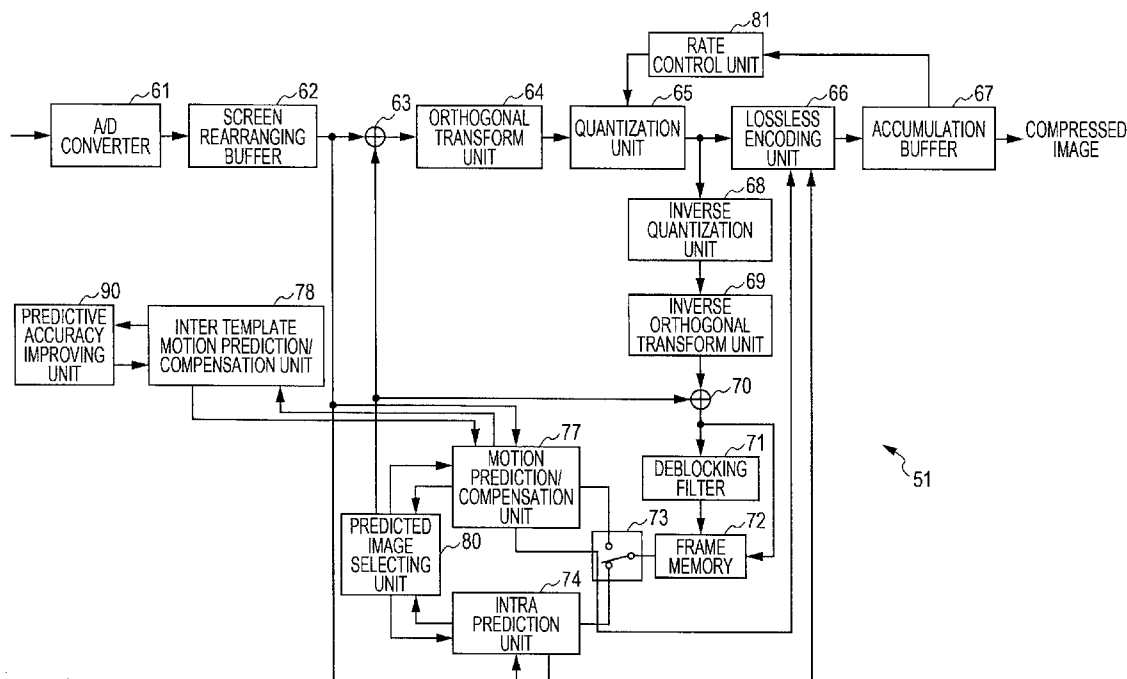 81
RATE
CONTROL UNIT
61
A/D
CONVERTER
62
SCREEN
REARRANGING
BUFFER
63
64
ORTHOGONAL
TRANSFORM
UNIT
65
QUANTIZATION
UNIT
66
LOSSLESS
ENCODING
UNIT
67
ACCUMULATION
BUFFER
COMPRESSED
IMAGE
68
INVERSE
QUANTIZATION
UNIT
69
INVERSE
ORTHOGONAL
TRANSFORM UNIT
90
PREDICTIVE
ACCURACY
IMPROVING
UNIT
78
INTER TEMPLATE
MOTION PREDICTION/
COMPENSATION UNIT
70
77
MOTION
PREDICTION/
COMPENSATION
UNIT
71
DEBLOCKING
FILTER
51
PREDICTED
IMAGE
SELECTING
UNIT
80
73
72
FRAME
MEMORY
74
INTRA
PREDICTION
UNIT